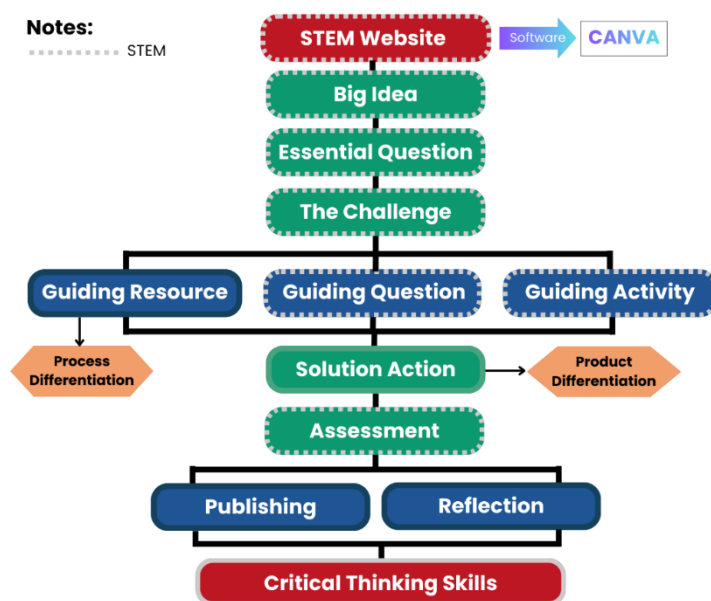 Notes:
STEM
STEM Website
Software
CANVA
Big Idea
Essential Question
The Challenge
Guiding Resource
Guiding Question
Guiding Activity
Process
Differentiation
Solution Action
Product
Differentiation
Assessment
Publishing
Reflection
Critical Thinking Skills